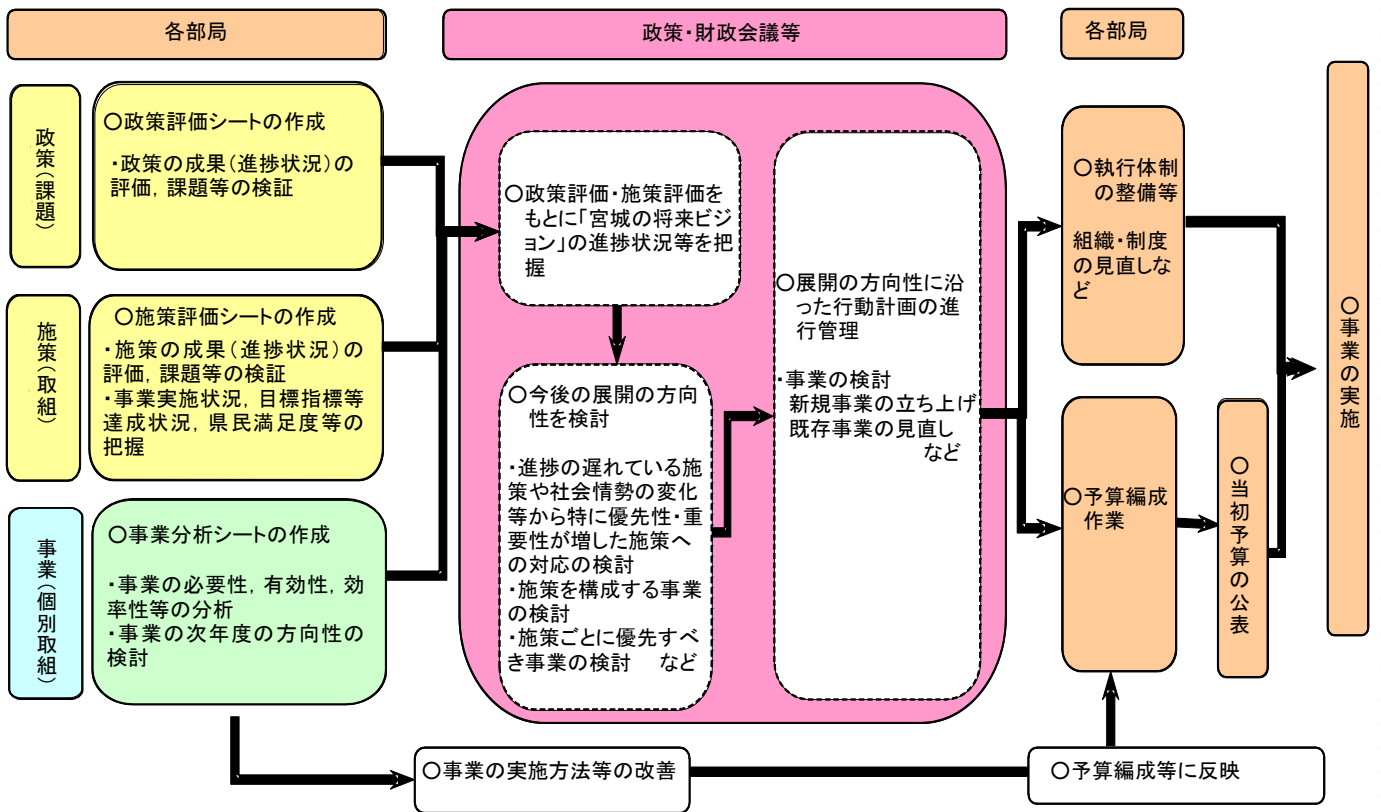 各部局
政策・財政会議等
各部局
政策(課題)
○政策評価シートの作成
・政策の成果(進捗状況)の
評価,課題等の検証
施策(取組)
○施策評価シートの作成
・施策の成果(進捗状況)の
評価,課題等の検証
・事業実施状況,目標指標等
達成状況,県民満足度等の
把握
事業(個別取組)
○事業分析シートの作成
・事業の必要性,有効性,効
率性等の分析
・事業の次年度の方向性の
検討
○政策評価・施策評価を
もとに「宮城の将来ビジ
ョン」の進捗状況等を把
握
○今後の展開の方向
性を検討
・進捗の遅れている施
策や社会情勢の変化
等から特に優先性・重
要性が増した施策へ
の対応の検討
・施策を構成する事業
の検討
・施策ごとに優先すべ
き事業の検討 など
○展開の方向性に沿
った行動計画の進
行管理
・事業の検討
新規事業の立ち上げ
既存事業の見直し
など
○執行体制
の整備等
組織・制度
の見直しな
ど
○予算編成
作業
○当初予算の公表
○事業の実施
○事業の実施方法等の改善
○予算編成等に反映